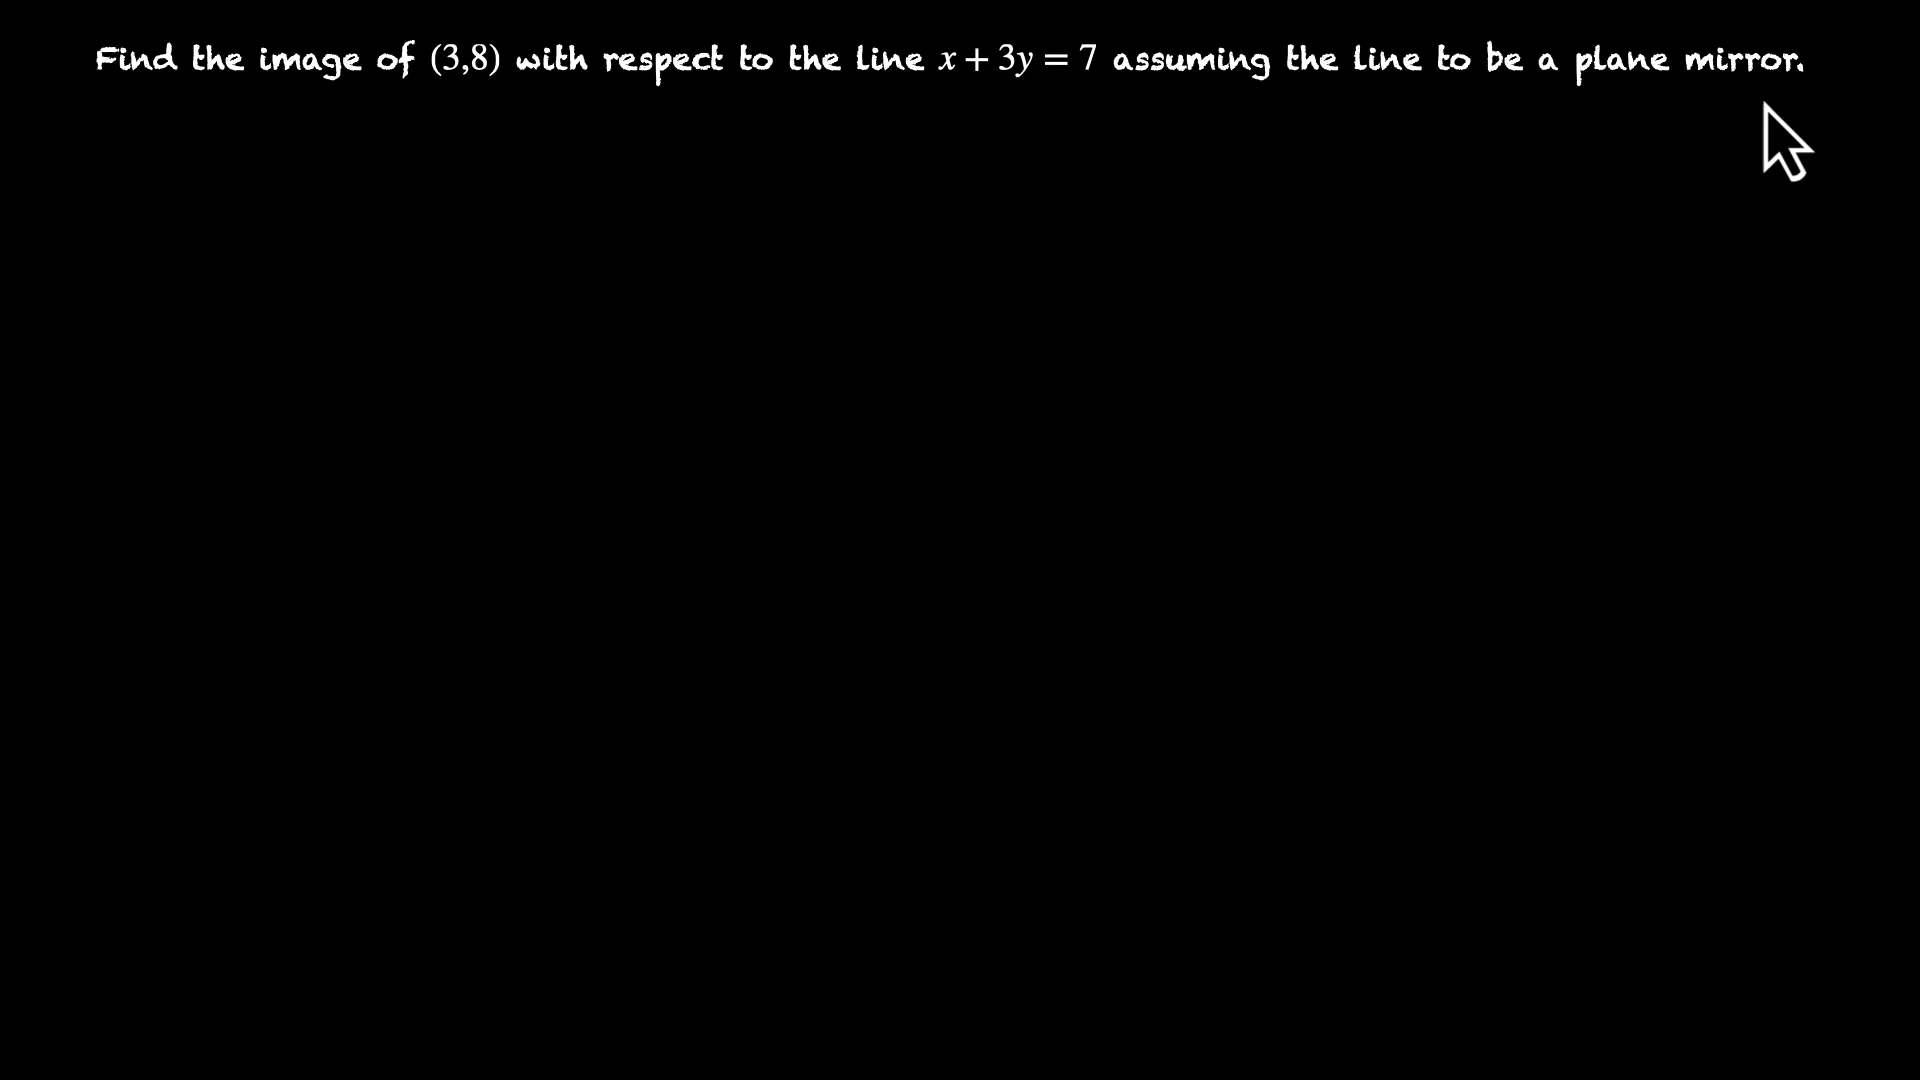 Find the image of (3,8) with respect to the line x + 3y = 7 assuming the line to be a plane mirror.